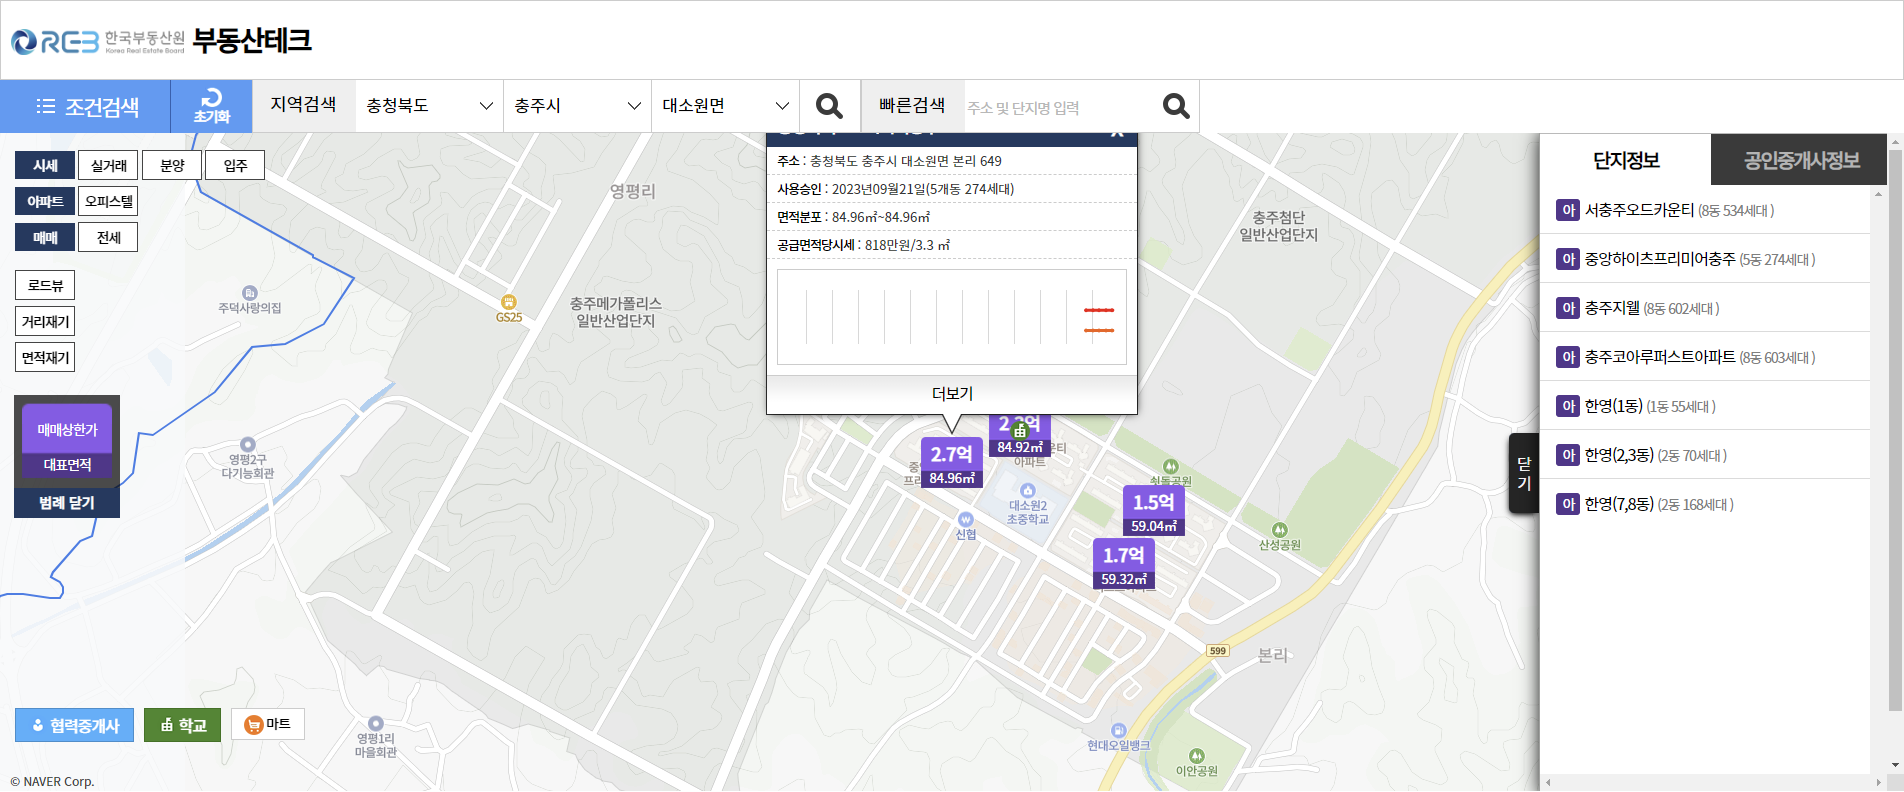 REB 한국부동산원 부동산테크
Korea Real Estate Board
조건검색
초기화
지역검색
충청북도
충주시
대소원면
빠른검색
주소 및 단지명 입력
시세
실거래
분양
입주
아파트
오피스텔
매매
전세
로드뷰
거리재기
면적재기
매매상한가
대표면적
범례 닫기
협력중개사
학교
마트
© NAVER Corp.
영평리
주덕사랑의집
GS25
충주메가폴리스
일반산업단지
충주첨단
일반산업단지
영평2구
다기능회관
영평1리
마을회관
주소 : 충청북도 충주시 대소원면 본리 649
사용승인 : 2023년09월21일(5개동 274세대)
면적분포 : 84.96㎡~84.96㎡
공급면적당시세 : 818만원/3.3 ㎡
더보기
84.92㎡
아파트
2.7억
84.96㎡
대소원2
초중학교
신협
쇠돌공원
1.5억
59.04㎡
1.7억
59.32㎡
산성공원
599
본리
현대오일뱅크
이안공원
닫
기
단지정보
공인중개사정보
아 서충주오드카운티 (8동 534세대 )
아 중앙하이츠프리미어충주 (5동 274세대 )
아 충주지웰 (8동 602세대 )
아 충주코아루퍼스트아파트 (8동 603세대 )
아 한영(1동) (1동 55세대 )
아 한영(2,3동) (2동 70세대 )
아 한영(7,8동) (2동 168세대 )